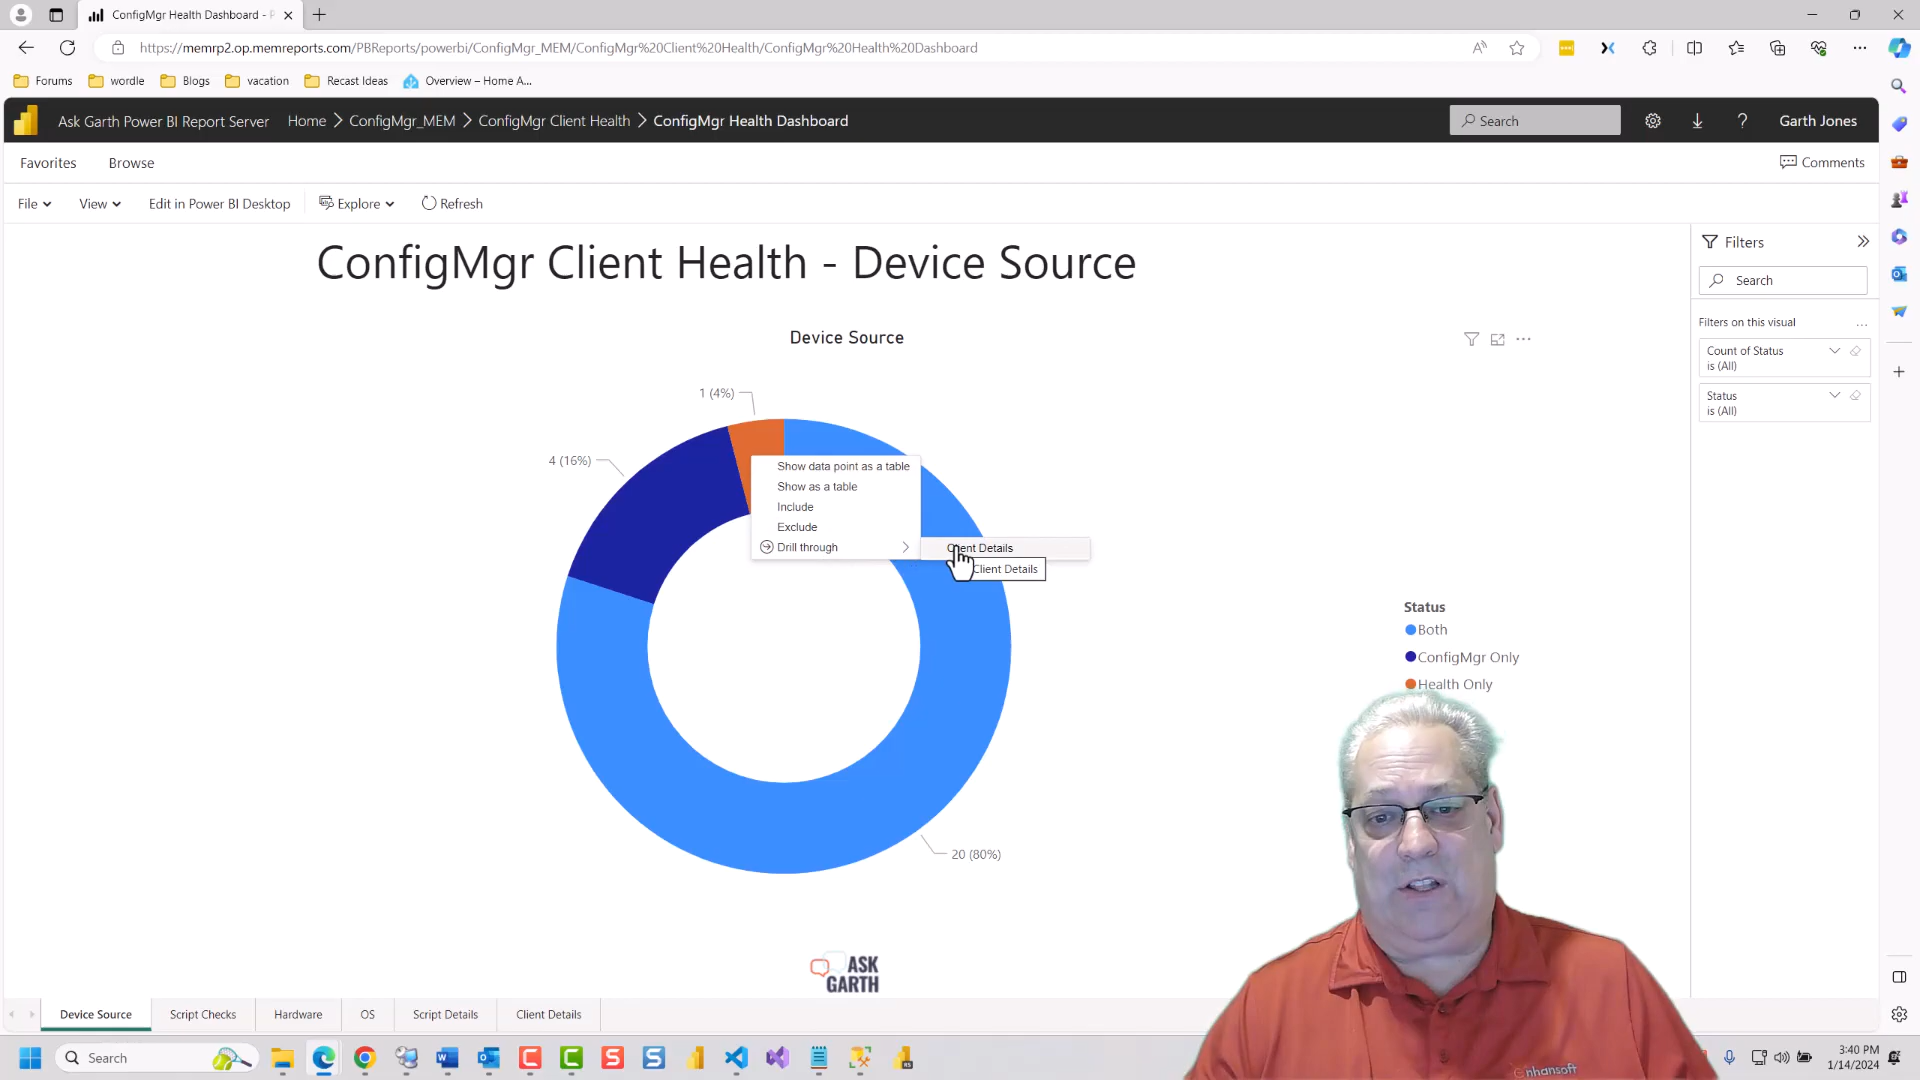 ConfigMgr Health Dashboard - P
https://memrp2.op.memreports.com/PBReports/powerbi/ConfigMgr_MEM/ConfigMgr%20Client%20Health/ConfigMgr%20Health%20Dashboard
Forums wordle Blogs vacation Recast Ideas Overview – Home A...
Ask Garth Power BI Report Server Home > ConfigMgr_MEM > ConfigMgr Client Health > ConfigMgr Health Dashboard Search ? Garth Jones
Favorites Browse Comments
File View Edit in Power BI Desktop Explore Refresh
ConfigMgr Client Health - Device Source
Filters
Search
Filters on this visual ...
Count of Status
is (All)
Status
is (All)
Device Source
1 (4%)
4 (16%)
20 (80%)
Show data point as a table
Show as a table
Include
Exclude
Drill through
Client Details
Client Details
Status
Both
ConfigMgr Only
Health Only
ASK
GARTH
Device Source Script Checks Hardware OS Script Details Client Details
Search
3:40 PM
1/14/2024
nhansoft